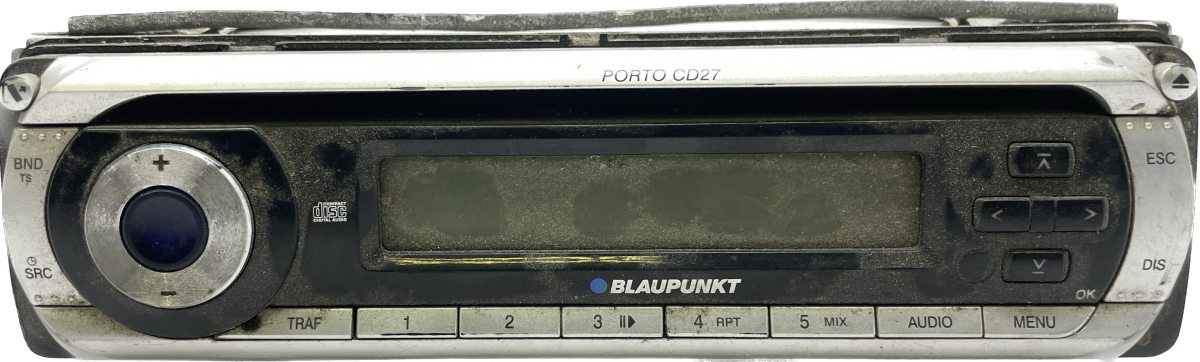 PORTO CD27
BND
TS
ESC
COMPACT
disc
DIGITAL AUDIO
SRC
DIS
BLAUPUNKT
OK
TRAF
1
2
3
4 RPT
5 MIX
AUDIO
MENU